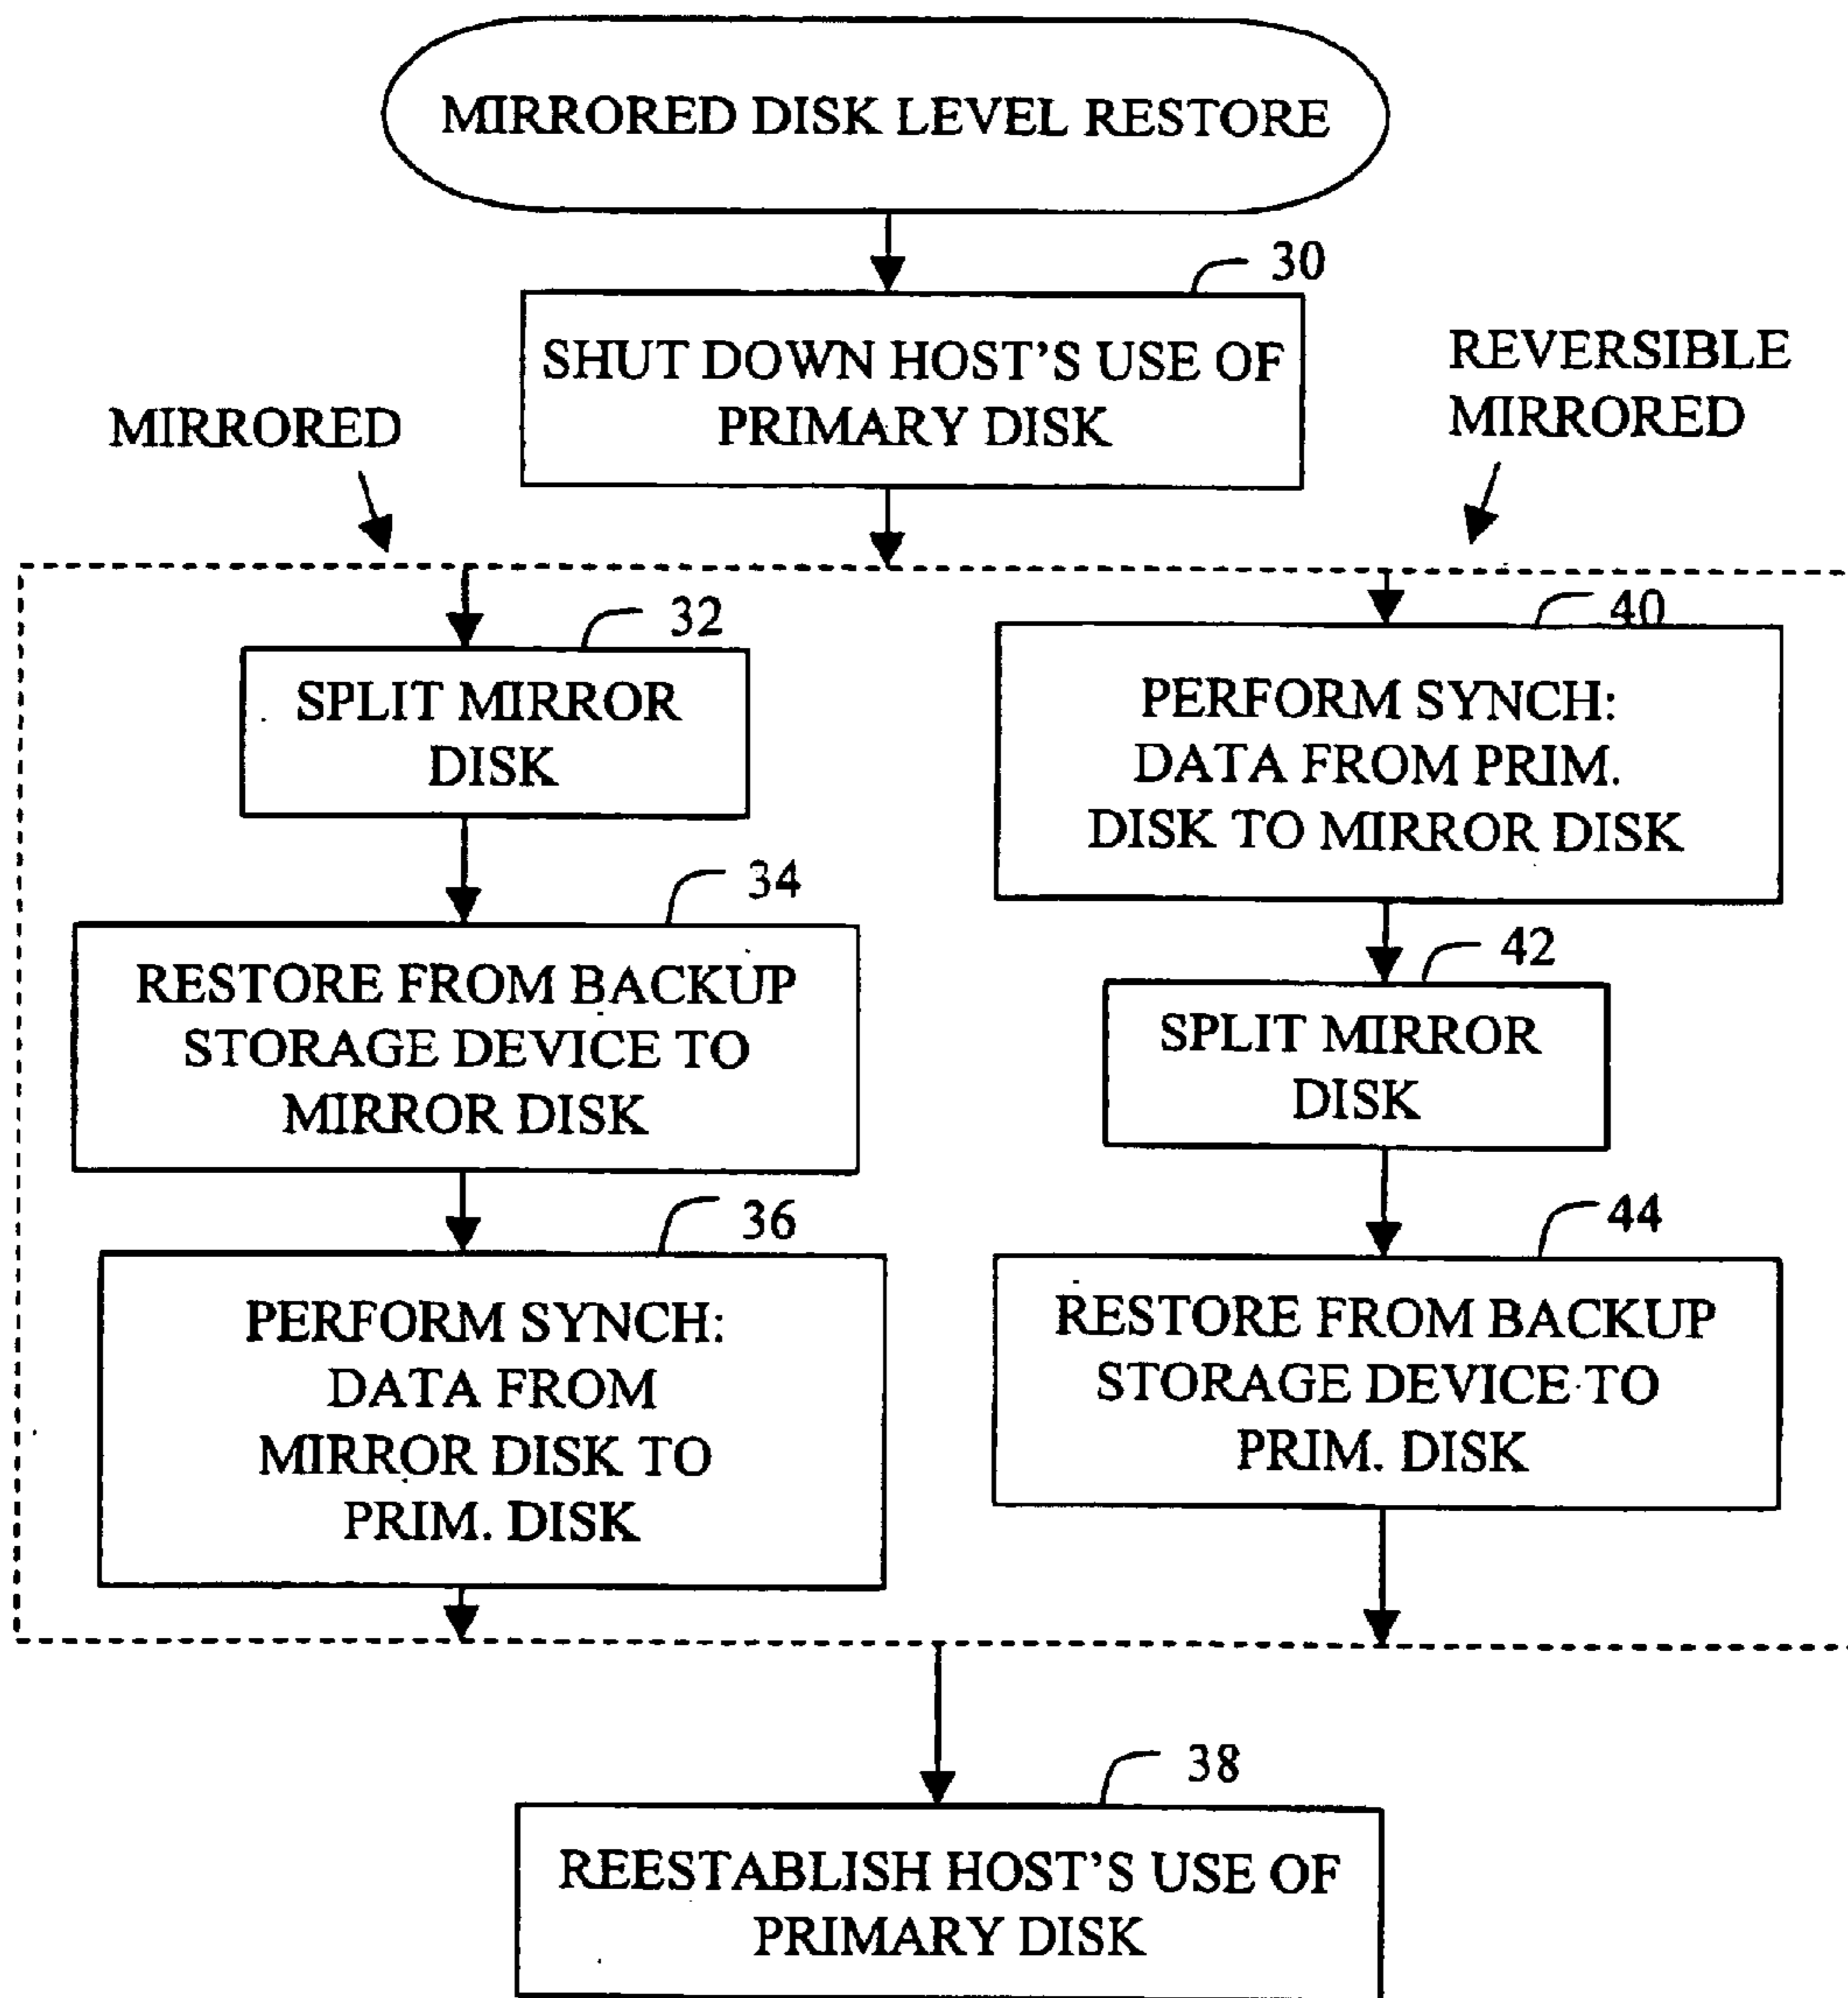 MIRRORED DISK LEVEL RESTORE
30
SHUT DOWN HOST'S USE OF
PRIMARY DISK
MIRRORED
REVERSIBLE
MIRRORED
32
SPLIT MIRROR
DISK
34
RESTORE FROM BACKUP
STORAGE DEVICE TO
MIRROR DISK
36
PERFORM SYNCH:
DATA FROM
MIRROR DISK TO
PRIM. DISK
40
PERFORM SYNCH:
DATA FROM PRIM.
DISK TO MIRROR DISK
42
SPLIT MIRROR
DISK
44
RESTORE FROM BACKUP
STORAGE DEVICE TO
PRIM. DISK
38
REESTABLISH HOST'S USE OF
PRIMARY DISK